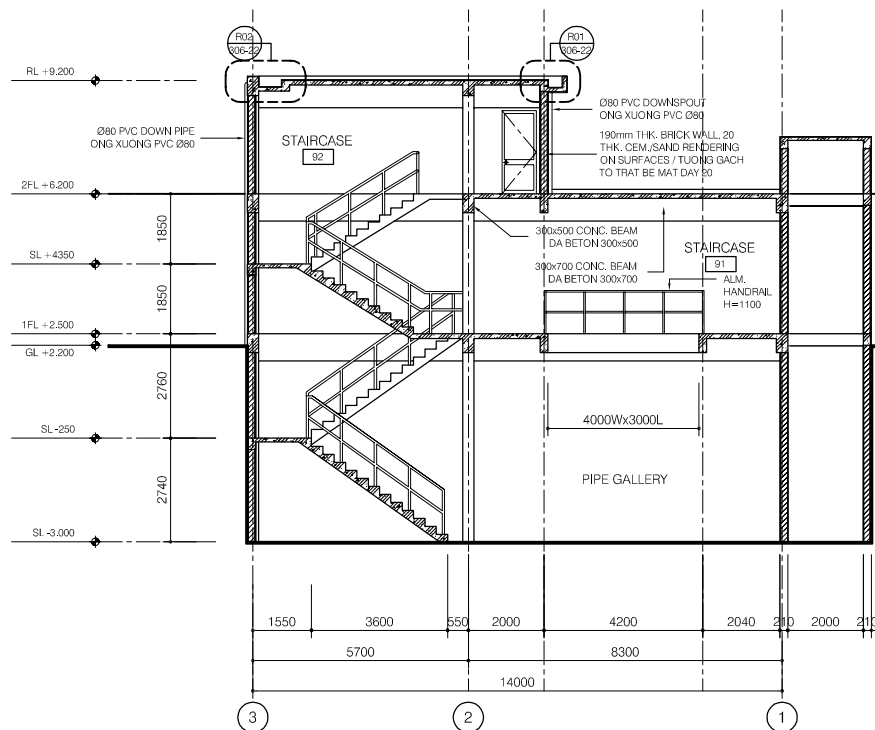 R02
306-22
R01
306-22
RL +9.200
Ø80 PVC DOWNSPOUT
ONG XUONG PVC Ø80
Ø80 PVC DOWN PIPE
ONG XUONG PVC Ø80
STAIRCASE
92
190mm THK. BRICK WALL, 20
THK. CEM./SAND RENDERING
ON SURFACES / TUONG GACH
TO TRAT BE MAT DAY 20
2FL +6.200
1850
300x500 CONC. BEAM
DA BETON 300x500
STAIRCASE
91
SL +4350
300x700 CONC. BEAM
DA BETON 300x700
ALM.
HANDRAIL
H=1100
1850
1FL +2.500
GL +2.200
2760
4000Wx3000L
SL -250
PIPE GALLERY
2740
SL -3.000
1550 3600 550 2000 4200 2040 210 2000 210
5700 8300
14000
3 2 1